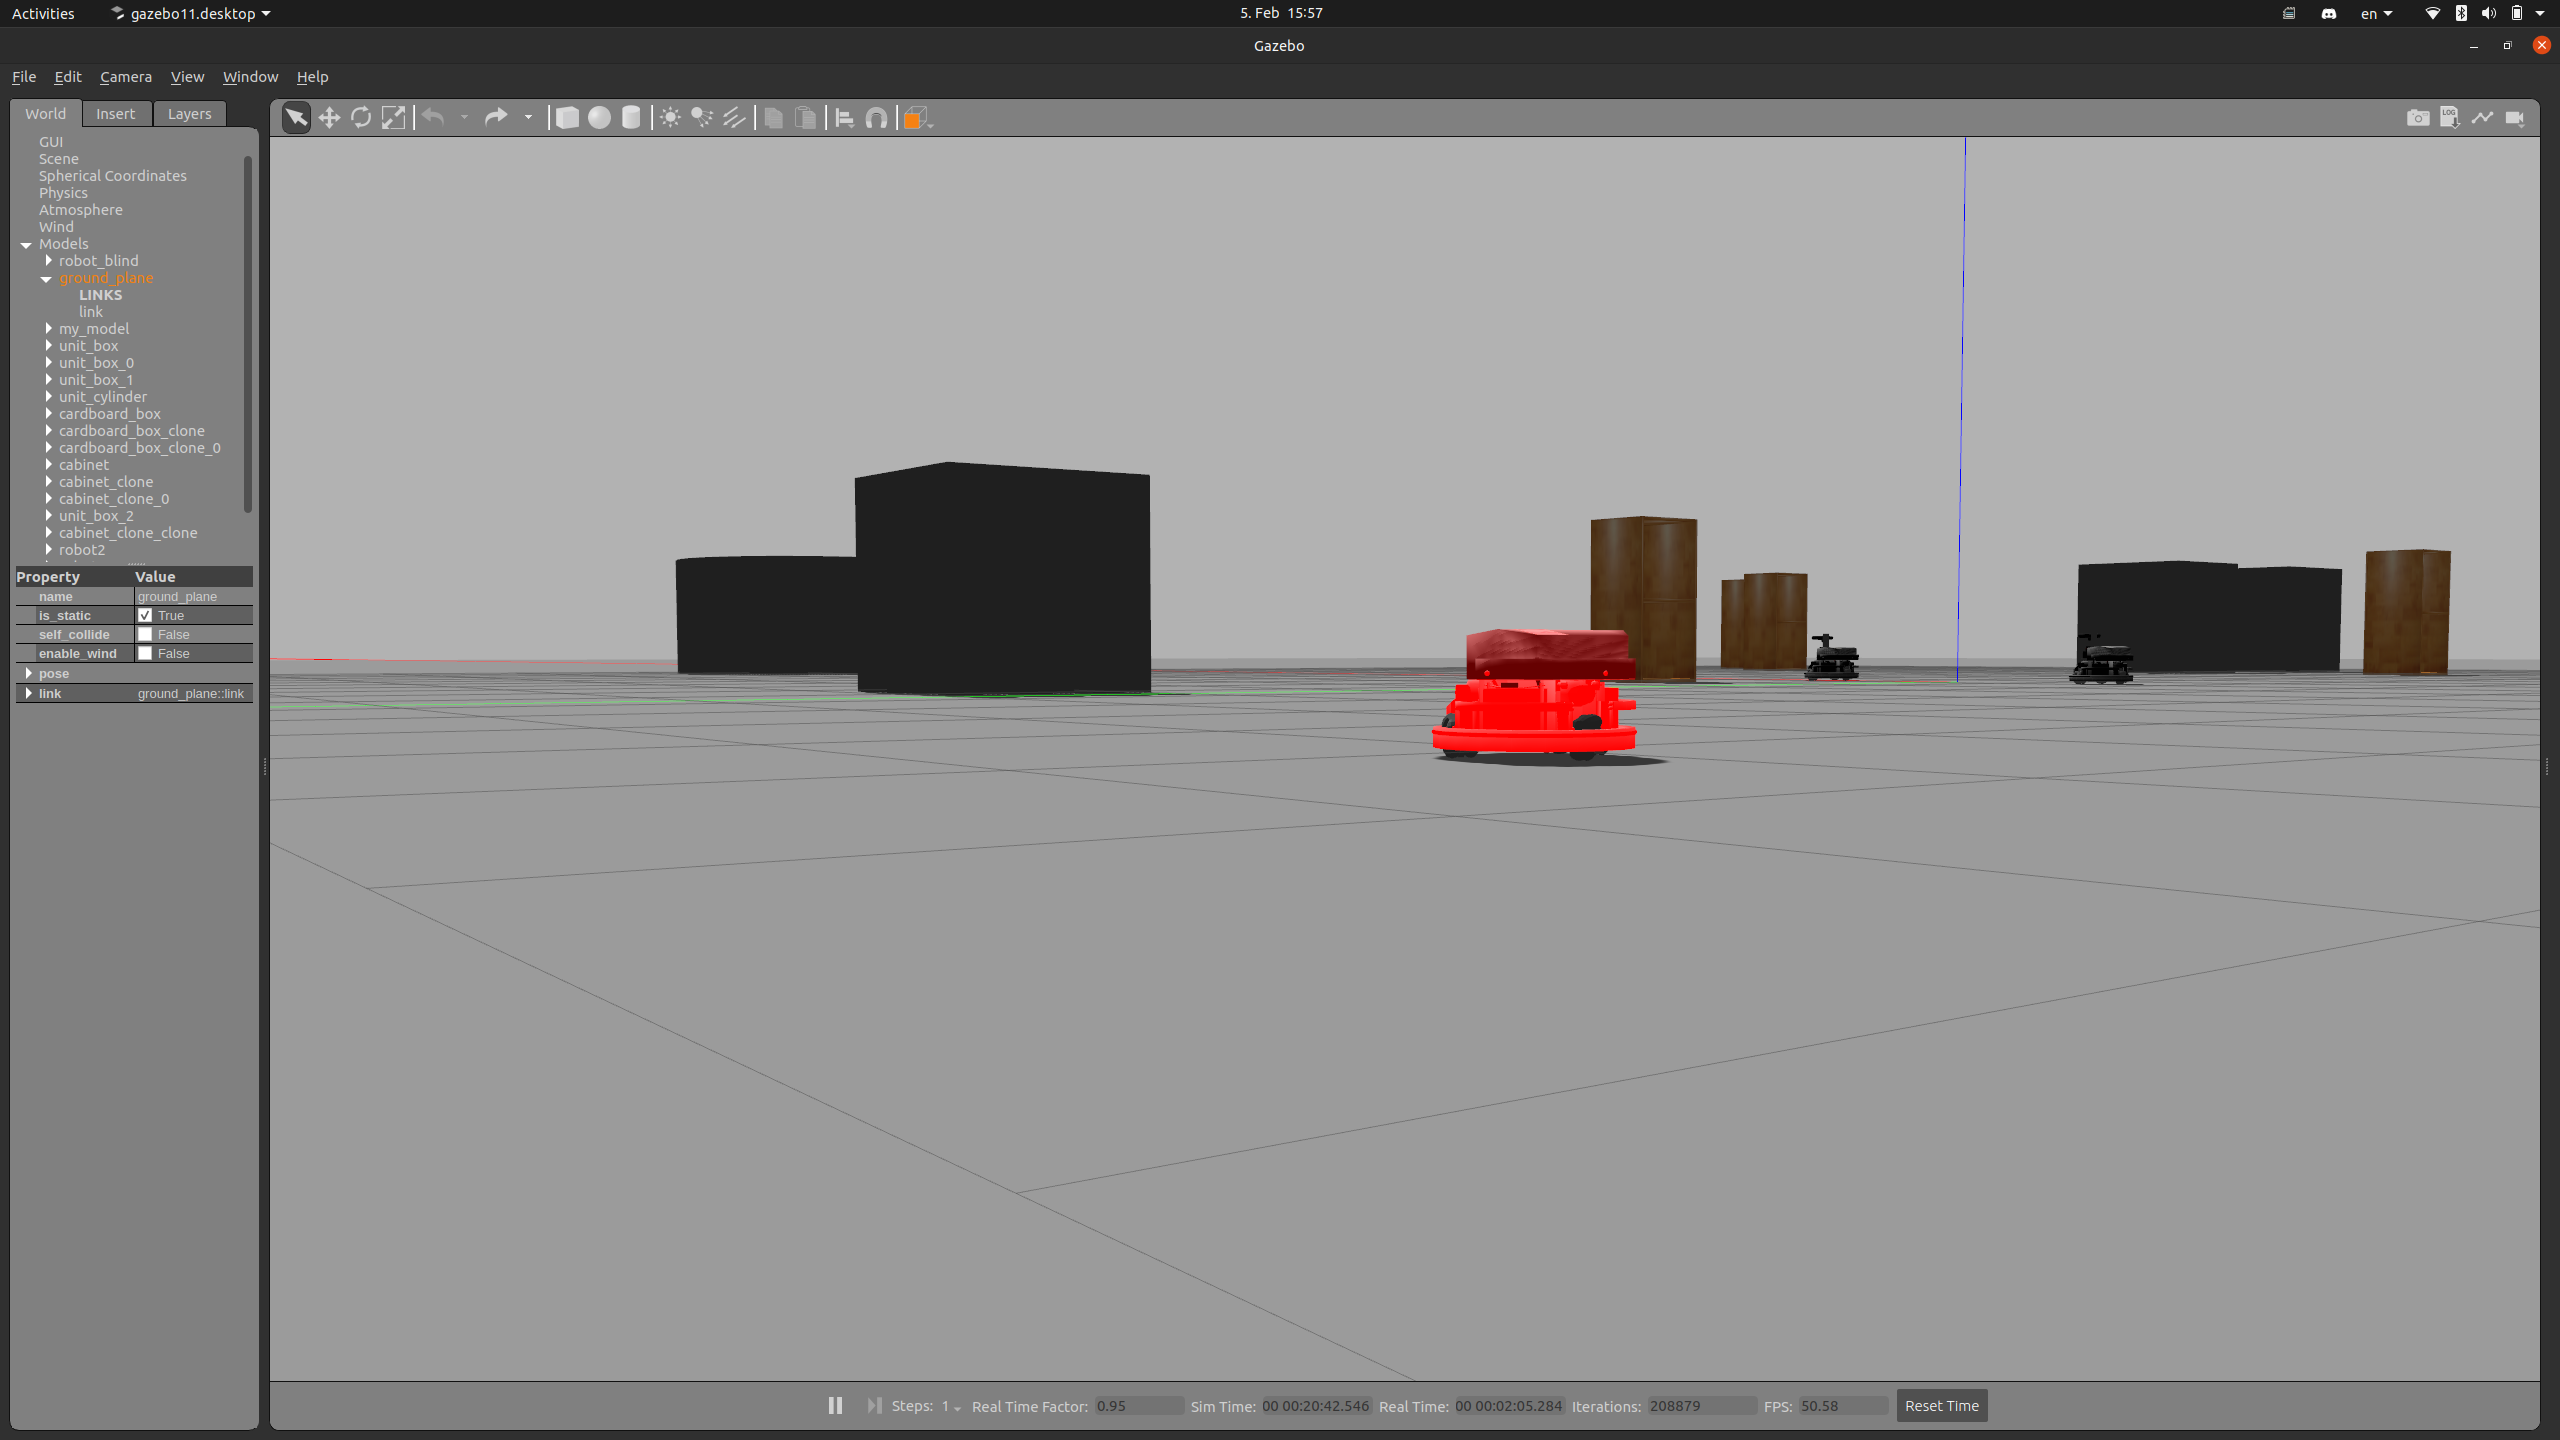 Activities gazebo11.desktop 5. Feb 15:57 en
Gazebo
File Edit Camera View Window Help
World Insert Layers
LOG
GUI
Scene
Spherical Coordinates
Physics
Atmosphere
Wind
Models
robot_blind
ground_plane
LINKS
link
my_model
unit_box
unit_box_0
unit_box_1
unit_cylinder
cardboard_box
cardboard_box_clone
cardboard_box_clone_0
cabinet
cabinet_clone
cabinet_clone_0
unit_box_2
cabinet_clone_clone
robot2
Property Value
name ground_plane
is_static True
self_collide False
enable_wind False
pose
link ground_plane::link
Steps: 1 Real Time Factor: 0.95 Sim Time: 00 00:20:42.546 Real Time: 00 00:02:05.284 Iterations: 208879 FPS: 50.58 Reset Time